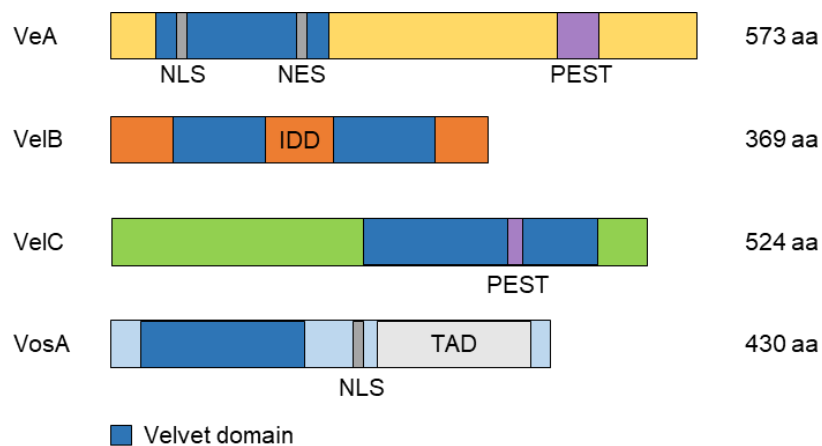 VeA 573 aa
NLS NES PEST
VelB IDD 369 aa
VelC 524 aa
PEST
VosA TAD 430 aa
NLS
Velvet domain